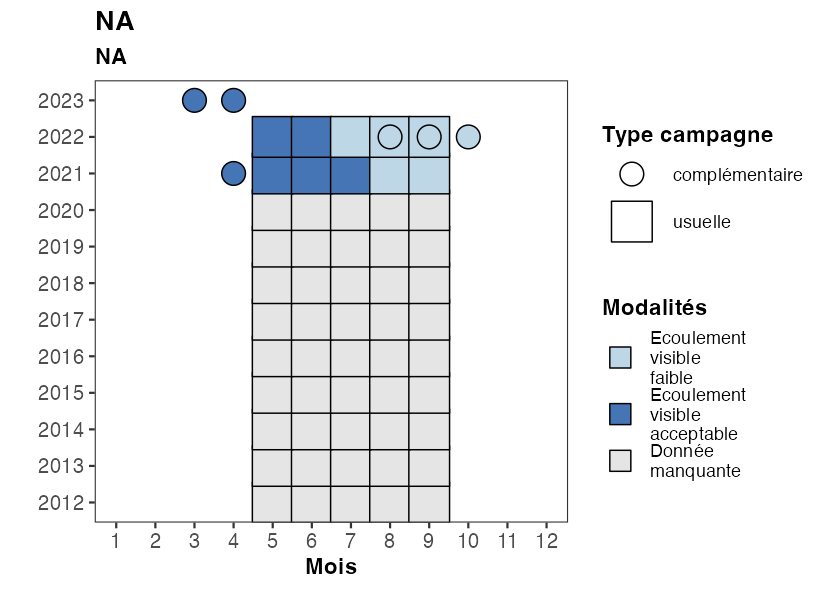 NA
NA
2023
2022
2021
2020
2019
2018
2017
2016
2015
2014
2013
2012
1 2 3 4 5 6 7 8 9 10 11 12
Mois
Type campagne
complémentaire
usuelle
Modalités
Ecoulement
visible
faible
Ecoulement
visible
acceptable
Donnée
manquante